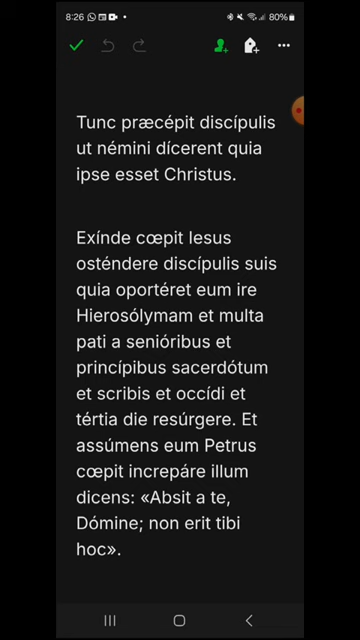 8:26
80%
Tunc præcépit discípulis
ut némini dícerent quia
ipse esset Christus.
Exínde cœpit Iesus
osténdere discípulis suis
quia oportéret eum ire
Hierosólymam et multa
pati a senióribus et
princípibus sacerdótum
et scribis et occídi et
tértia die resúrgere. Et
assúmens eum Petrus
cœpit increpáre illum
dicens: «Absit a te,
Dómine; non erit tibi
hoc».